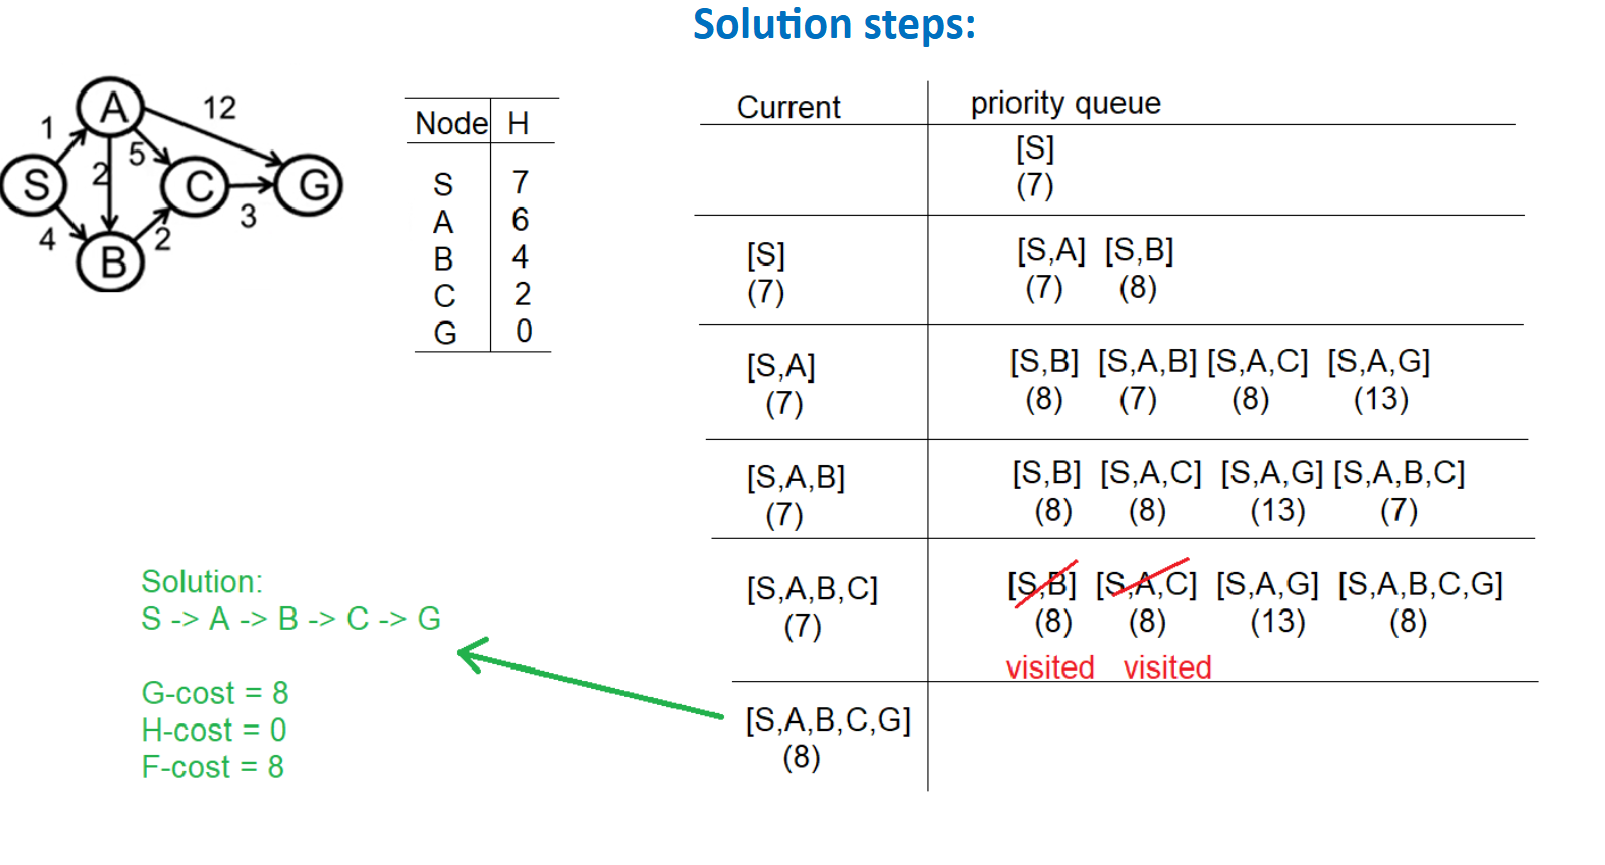 Solution steps:
A
12
1
5
2
S
C
G
3
4
2
B
Node H
S 7
A 6
B 4
C 2
G 0
Current priority queue
[S]
(7)
[S] [S,A] [S,B]
(7) (7) (8)
[S,A] [S,B] [S,A,B] [S,A,C] [S,A,G]
(7) (8) (7) (8) (13)
[S,A,B] [S,B] [S,A,C] [S,A,G] [S,A,B,C]
(7) (8) (8) (13) (7)
[S,A,B,C] [S,B] [S,A,C] [S,A,G] [S,A,B,C,G]
(7) (8) (8) (13) (8)
visited visited
[S,A,B,C,G]
(8)
Solution:
S -> A -> B -> C -> G
G-cost = 8
H-cost = 0
F-cost = 8